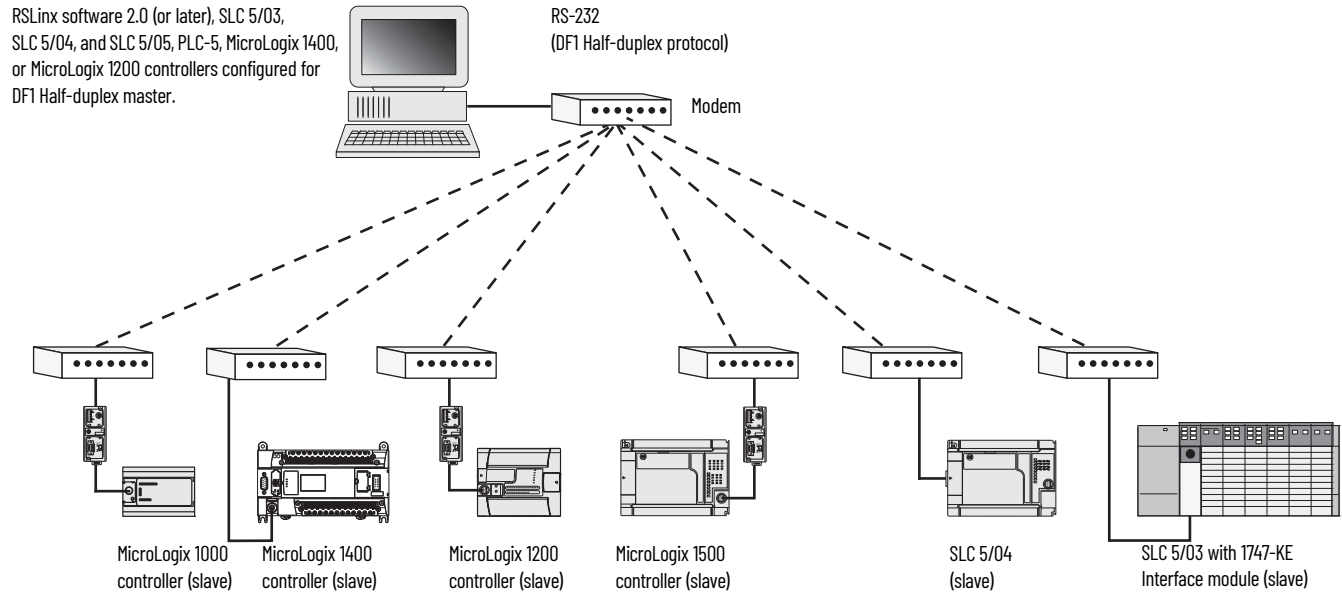 RSLinx software 2.0 (or later), SLC 5/03,
SLC 5/04, and SLC 5/05, PLC-5, MicroLogix 1400,
or MicroLogix 1200 controllers configured for
DF1 Half-duplex master.
RS-232
(DF1 Half-duplex protocol)
Modem
MicroLogix 1000
controller (slave)
MicroLogix 1400
controller (slave)
MicroLogix 1200
controller (slave)
MicroLogix 1500
controller (slave)
SLC 5/04
(slave)
SLC 5/03 with 1747-KE
Interface module (slave)